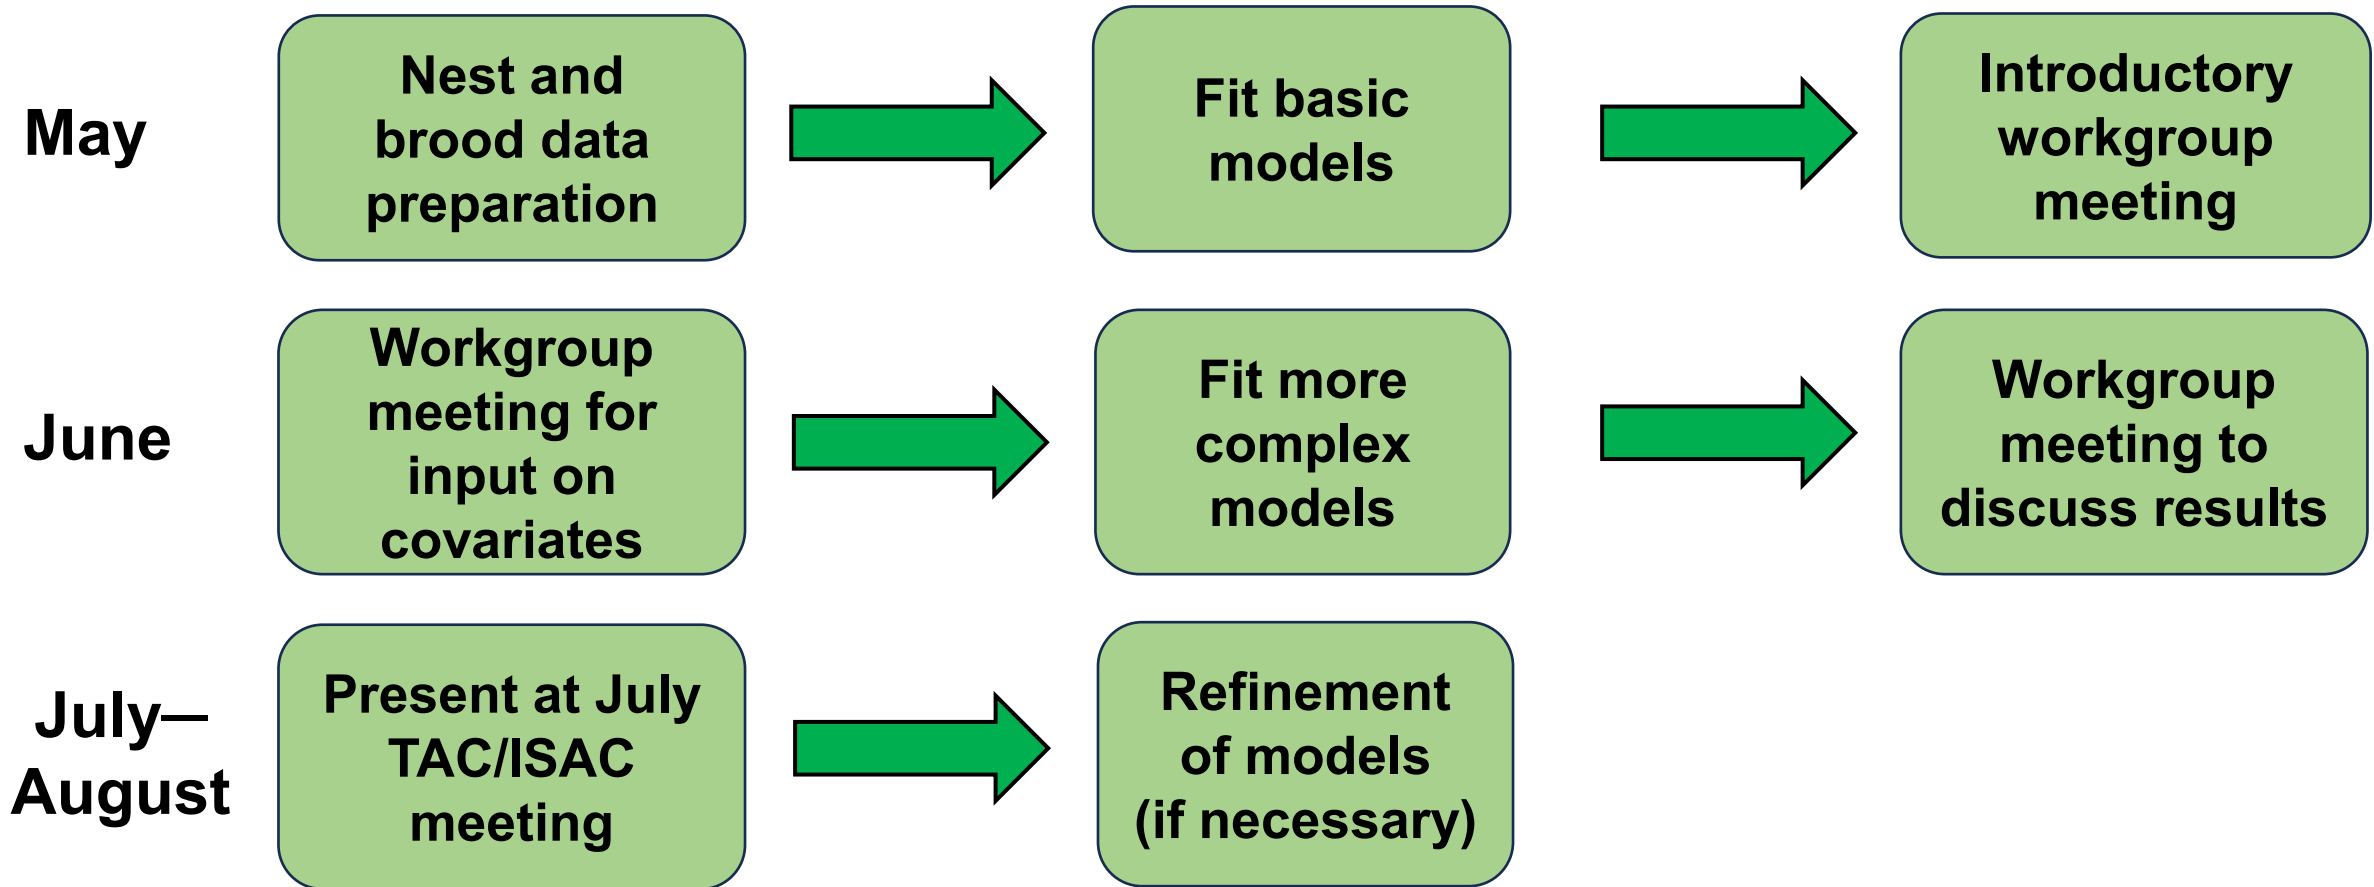 May
Nest and
brood data
preparation
Fit basic
models
Introductory
workgroup
meeting
June
Workgroup
meeting for
input on
covariates
Fit more
complex
models
Workgroup
meeting to
discuss results
July—
August
Present at July
TAC/ISAC
meeting
Refinement
of models
(if necessary)